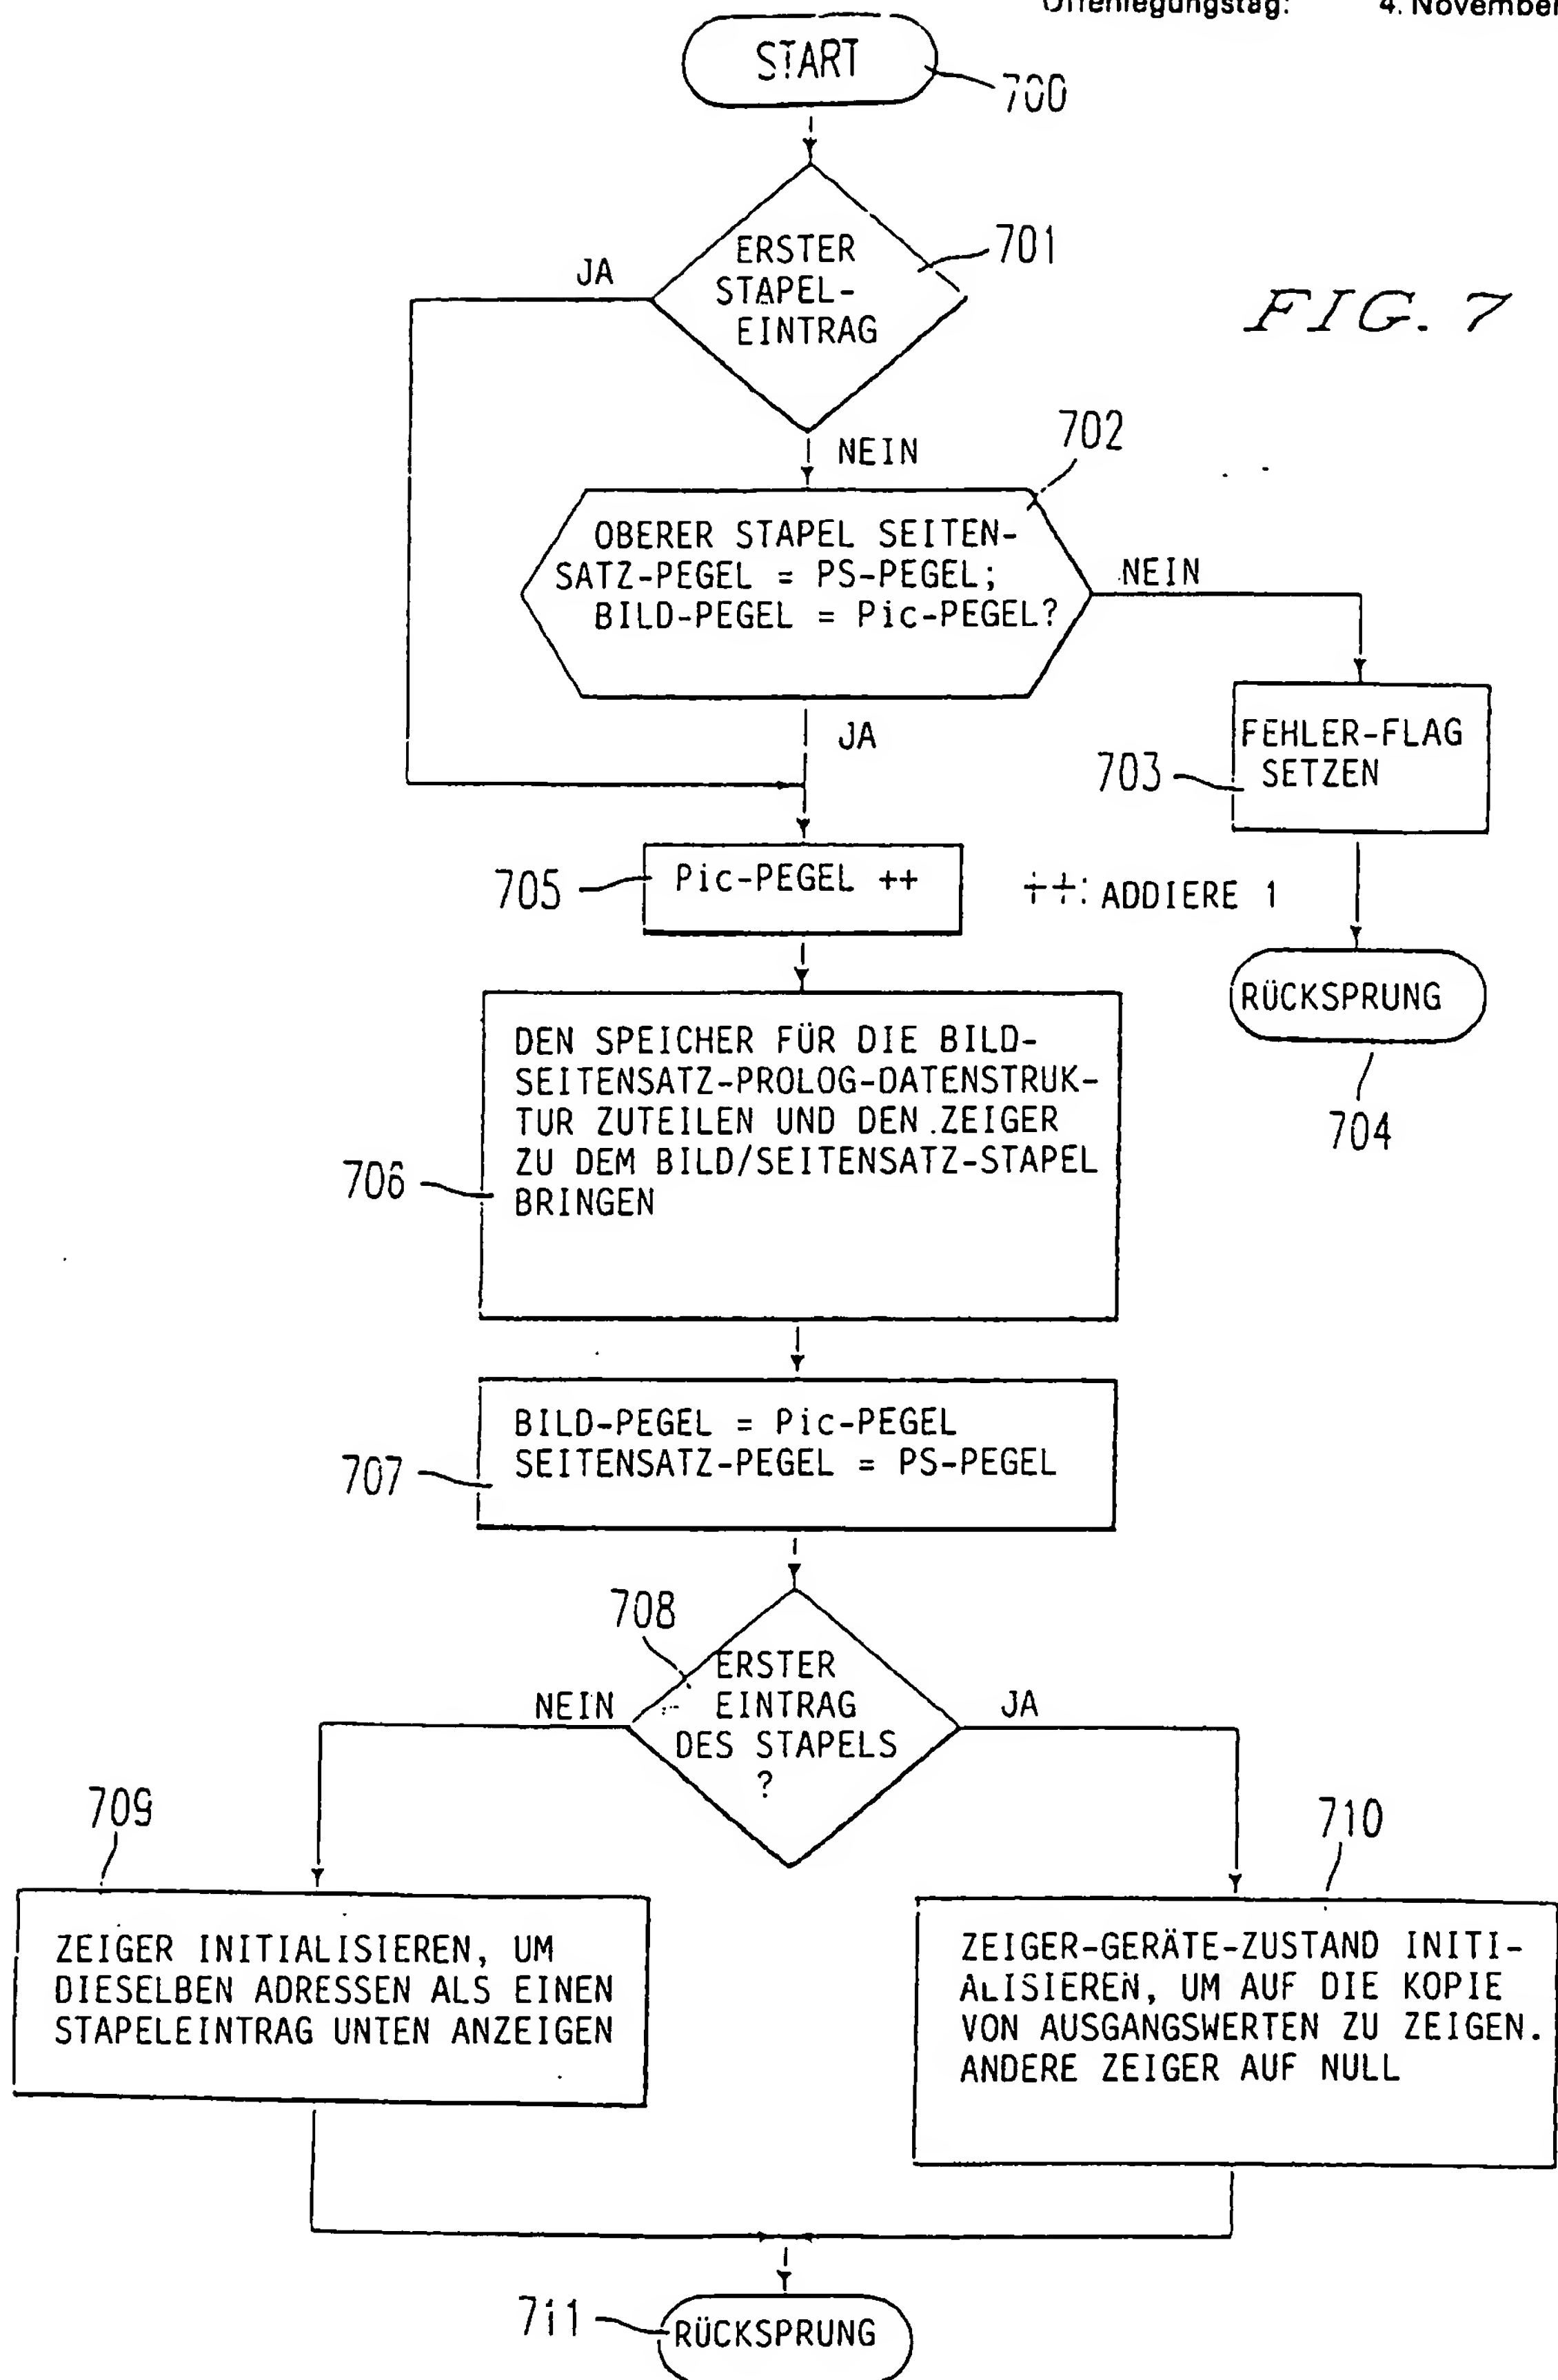 Offenlegungstag: 4. November
START
700
ERSTER
STAPEL-
EINTRAG
701
JA
FIG. 7
NEIN
702
OBERER STAPEL SEITEN-
SATZ-PEGEL = PS-PEGEL;
BILD-PEGEL = Pic-PEGEL?
NEIN
JA
FEHLER-FLAG
SETZEN
703
705
Pic-PEGEL ++
++: ADDIERE 1
RÜCKSPRUNG
704
DEN SPEICHER FÜR DIE BILD-
SEITENSATZ-PROLOG-DATENSTRUK-
TUR ZUTEILEN UND DEN ZEIGER
ZU DEM BILD/SEITENSATZ-STAPEL
BRINGEN
706
BILD-PEGEL = Pic-PEGEL
SEITENSATZ-PEGEL = PS-PEGEL
707
708
ERSTER
EINTRAG
DES STAPELS
?
NEIN
JA
709
710
ZEIGER INITIALISIEREN, UM
DIESELBEN ADRESSEN ALS EINEN
STAPELEINTRAG UNTEN ANZEIGEN
ZEIGER-GERÄTE-ZUSTAND INITI-
ALISIEREN, UM AUF DIE KOPIE
VON AUSGANGSWERTEN ZU ZEIGEN.
ANDERE ZEIGER AUF NULL
711
RÜCKSPRUNG